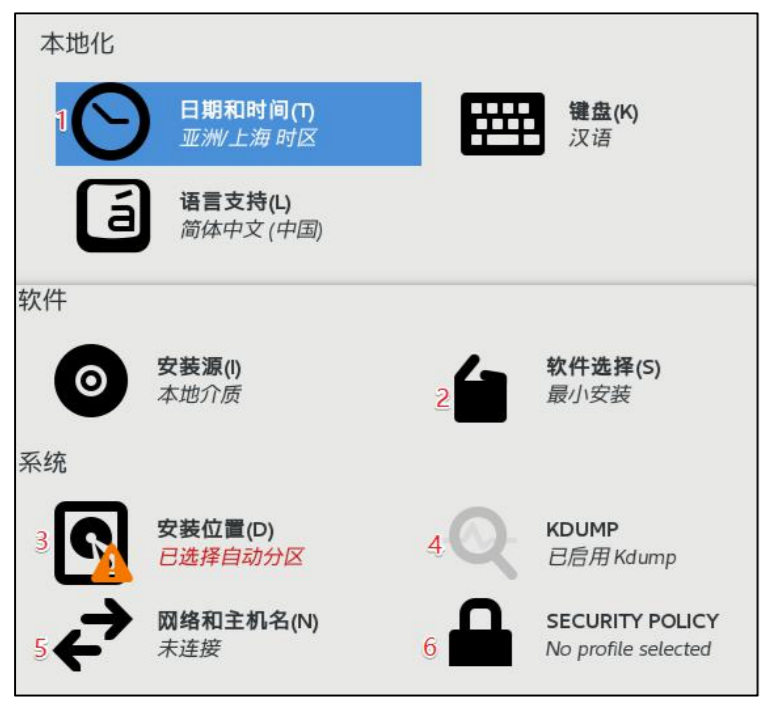 本地化
1
日期和时间(T)
亚洲/上海 时区
键盘(K)
汉语
á
语言支持(L)
简体中文 (中国)
软件
安装源(I)
本地介质
2
软件选择(S)
最小安装
系统
3
安装位置(D)
已选择自动分区
4
KDUMP
已启用 Kdump
5
网络和主机名(N)
未连接
6
SECURITY POLICY
No profile selected